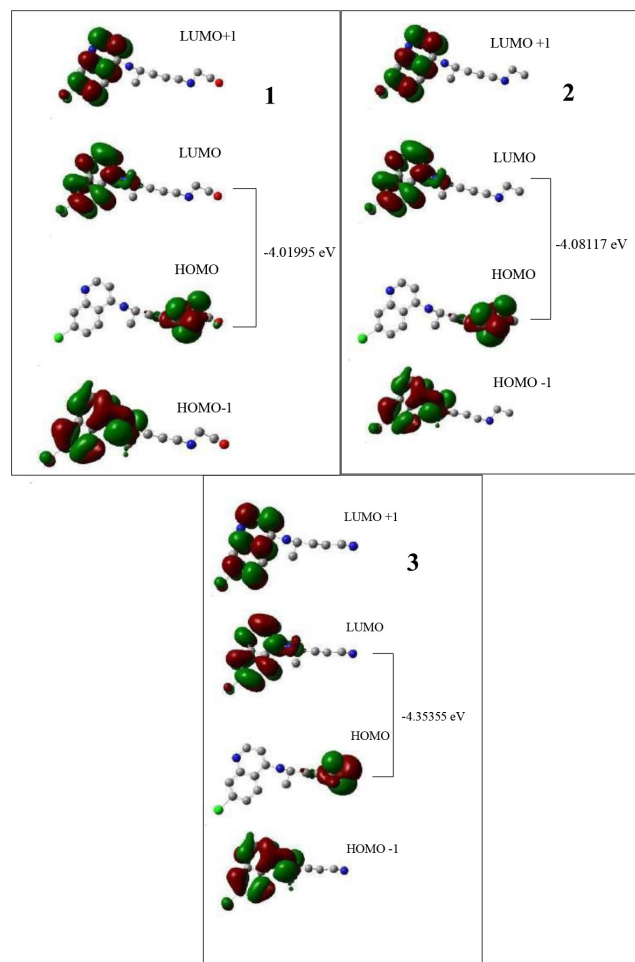 LUMO+1
1
LUMO
-4.01995 eV
HOMO
HOMO-1
LUMO +1
2
LUMO
-4.08117 eV
HOMO
HOMO -1
LUMO +1
3
LUMO
-4.35355 eV
HOMO
HOMO -1